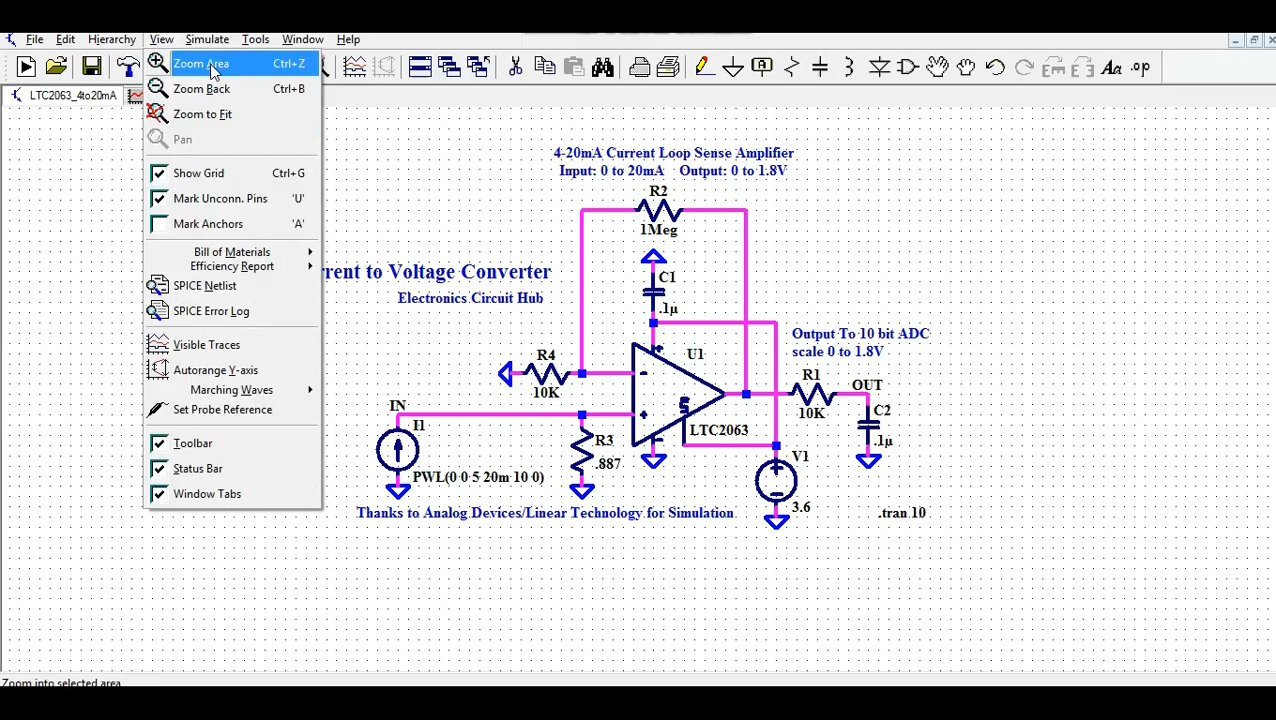 File Edit Hierarchy View Simulate Tools Window Help
LTC2063_4to20mA
Zoom Area Ctrl+Z
Zoom Back Ctrl+B
Zoom to Fit
Pan
Show Grid Ctrl+G
Mark Unconn. Pins 'U'
Mark Anchors 'A'
Bill of Materials
Efficiency Report
SPICE Netlist
SPICE Error Log
Visible Traces
Autorange Y-axis
Marching Waves
Set Probe Reference
Toolbar
Status Bar
Window Tabs
Aa .op
4-20mA Current Loop Sense Amplifier
Input: 0 to 20mA Output: 0 to 1.8V
R2
1Meg
rent to Voltage Converter
Electronics Circuit Hub
C1
.1µ
Output To 10 bit ADC
scale 0 to 1.8V
U1
R4
10K
R1
10K
OUT
C2
.1µ
IN
I1
PWL(0 0 5 20m 10 0)
R3
.887
LTC2063
V1
3.6
.tran 10
Thanks to Analog Devices/Linear Technology for Simulation
Zoom into selected area